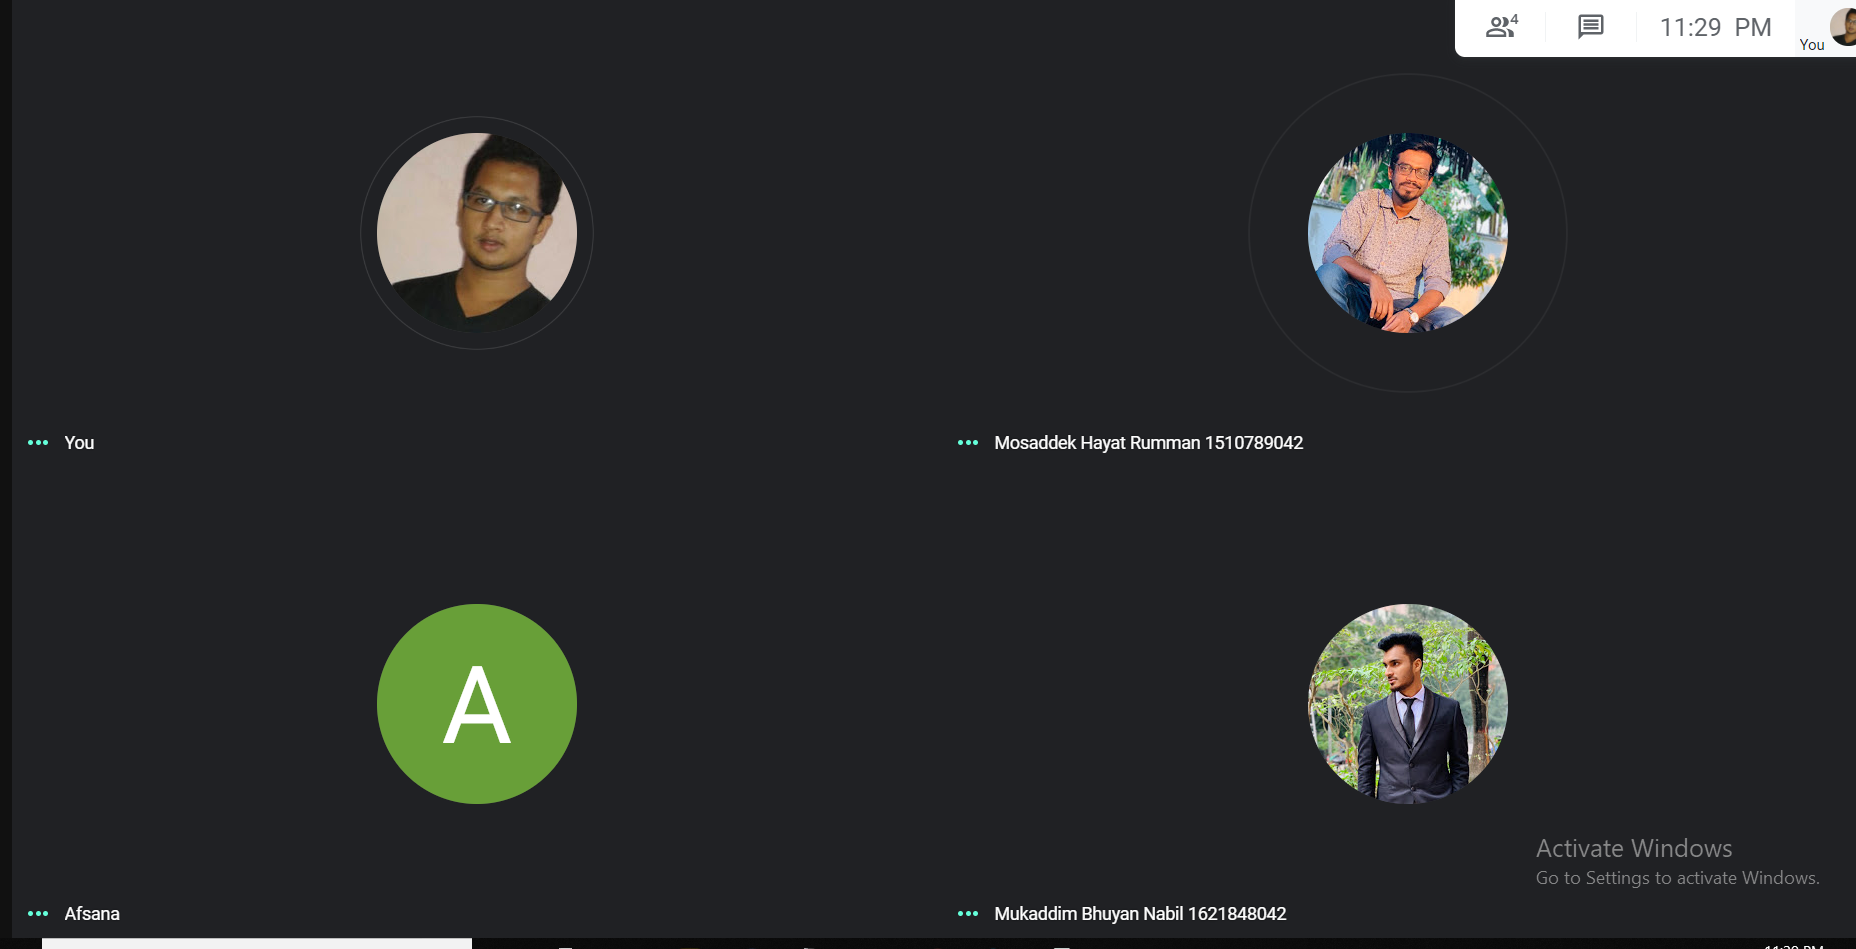 4
11:29 PM
You
You
Mosaddek Hayat Rumman 1510789042
A
Activate Windows
Go to Settings to activate Windows.
Afsana
Mukaddim Bhuyan Nabil 1621848042